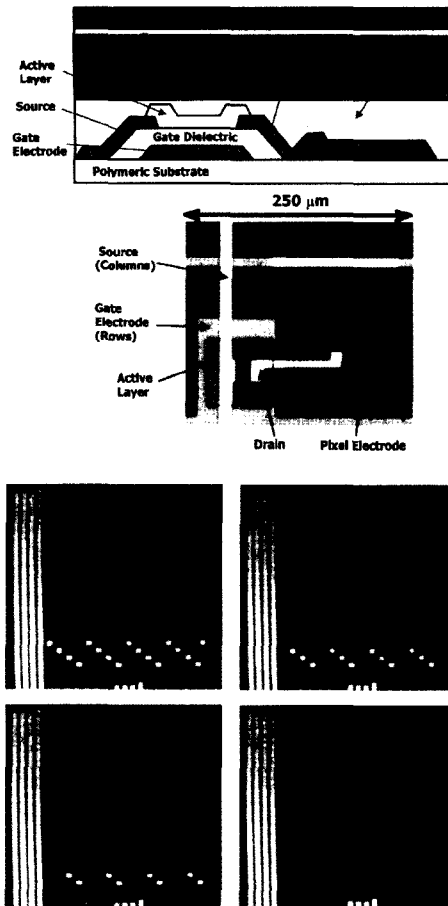 Active
Layer
Source
Gate
Electrode
Gate Dielectric
Polymeric Substrate
250 μm
Source
(Columns)
Gate
Electrode
(Rows)
Active
Layer
Drain
Pixel Electrode